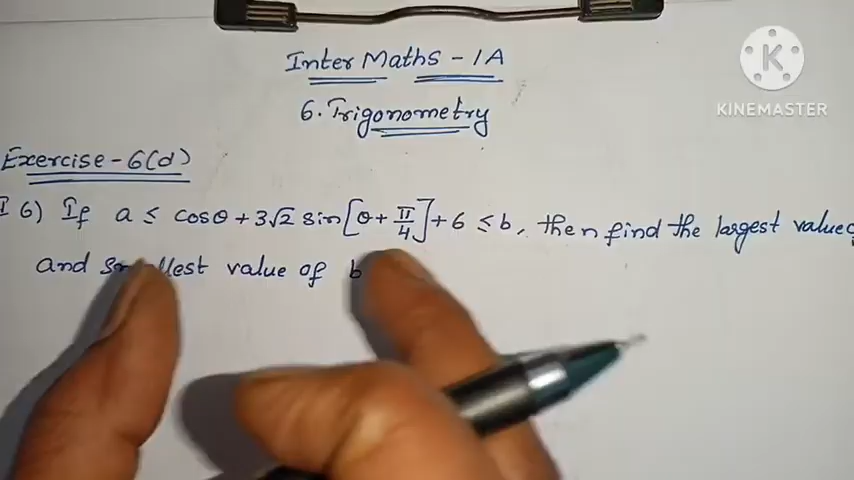 Inter Maths - 1A
K
KINEMASTER
6. Trigonometry
Exercise - 6(d)
I 6) If a ≤ cosθ + 3√2 sin[θ + π/4] + 6 ≤ b, then find the largest value
and smallest value of b